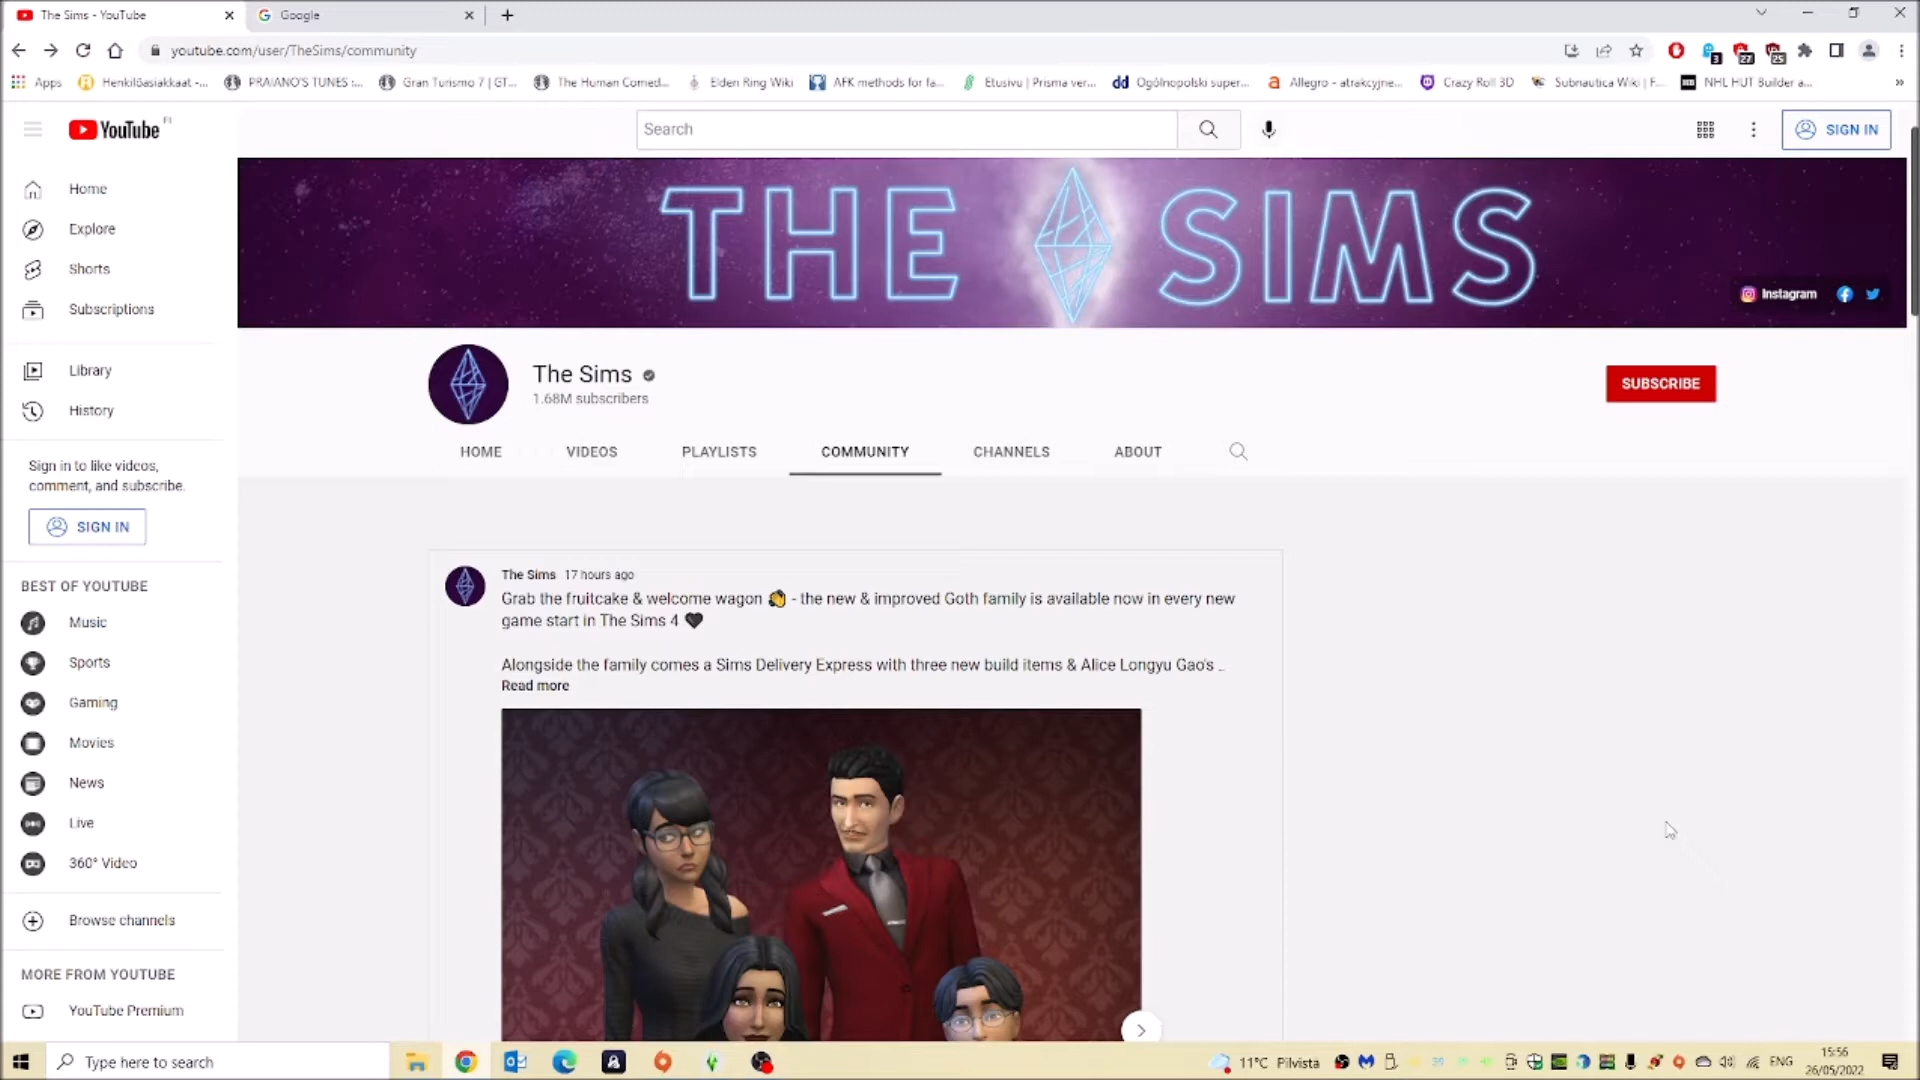 The Sims - YouTube
Google
youtube.com/user/TheSims/community
3
27
25
Apps
Henkilöasiakkaat -...
PRAIANO'S TUNES :...
Gran Turismo 7 | GT...
The Human Comed...
Elden Ring Wiki
AFK methods for fa...
Etusivu | Prisma ver...
Ogólnopolski super...
Allegro - atrakcyjne...
Crazy Roll 3D
Subnautica Wiki | F...
NHL HUT Builder a...
YouTube FI
Search
SIGN IN
Home
Explore
Shorts
Subscriptions
Library
History
Sign in to like videos,
comment, and subscribe.
SIGN IN
BEST OF YOUTUBE
Music
Sports
Gaming
Movies
News
Live
360° Video
Browse channels
MORE FROM YOUTUBE
YouTube Premium
THE SIMS
Instagram
The Sims
1.68M subscribers
SUBSCRIBE
HOME
VIDEOS
PLAYLISTS
COMMUNITY
CHANNELS
ABOUT
The Sims 17 hours ago
Grab the fruitcake & welcome wagon 👏 - the new & improved Goth family is available now in every new
game start in The Sims 4 🖤
Alongside the family comes a Sims Delivery Express with three new build items & Alice Longyu Gao's ...
Read more
Type here to search
11°C Pilvistä
ENG
15:56
26/05/2022